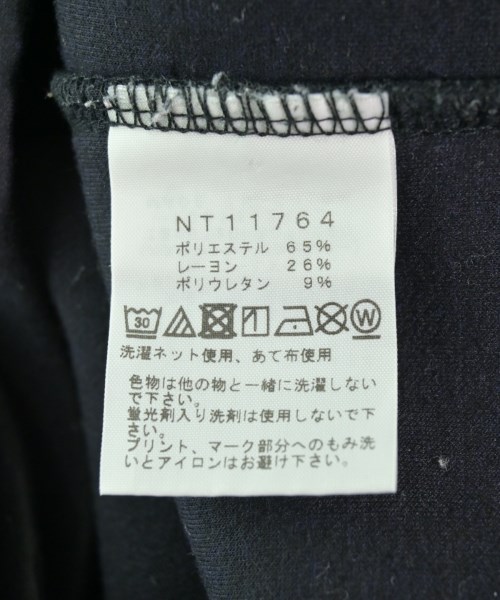 NT11764
ポリエステル 65%
レーヨン 26%
ポリウレタン 9%
30 W
洗濯ネット使用、あて布使用
色物は他の物と一緒に洗濯しない
で下さい。
蛍光剤入り洗剤は使用しないで下
さい。
プリント、マーク部分へのもみ洗
いとアイロンはお避け下さい。